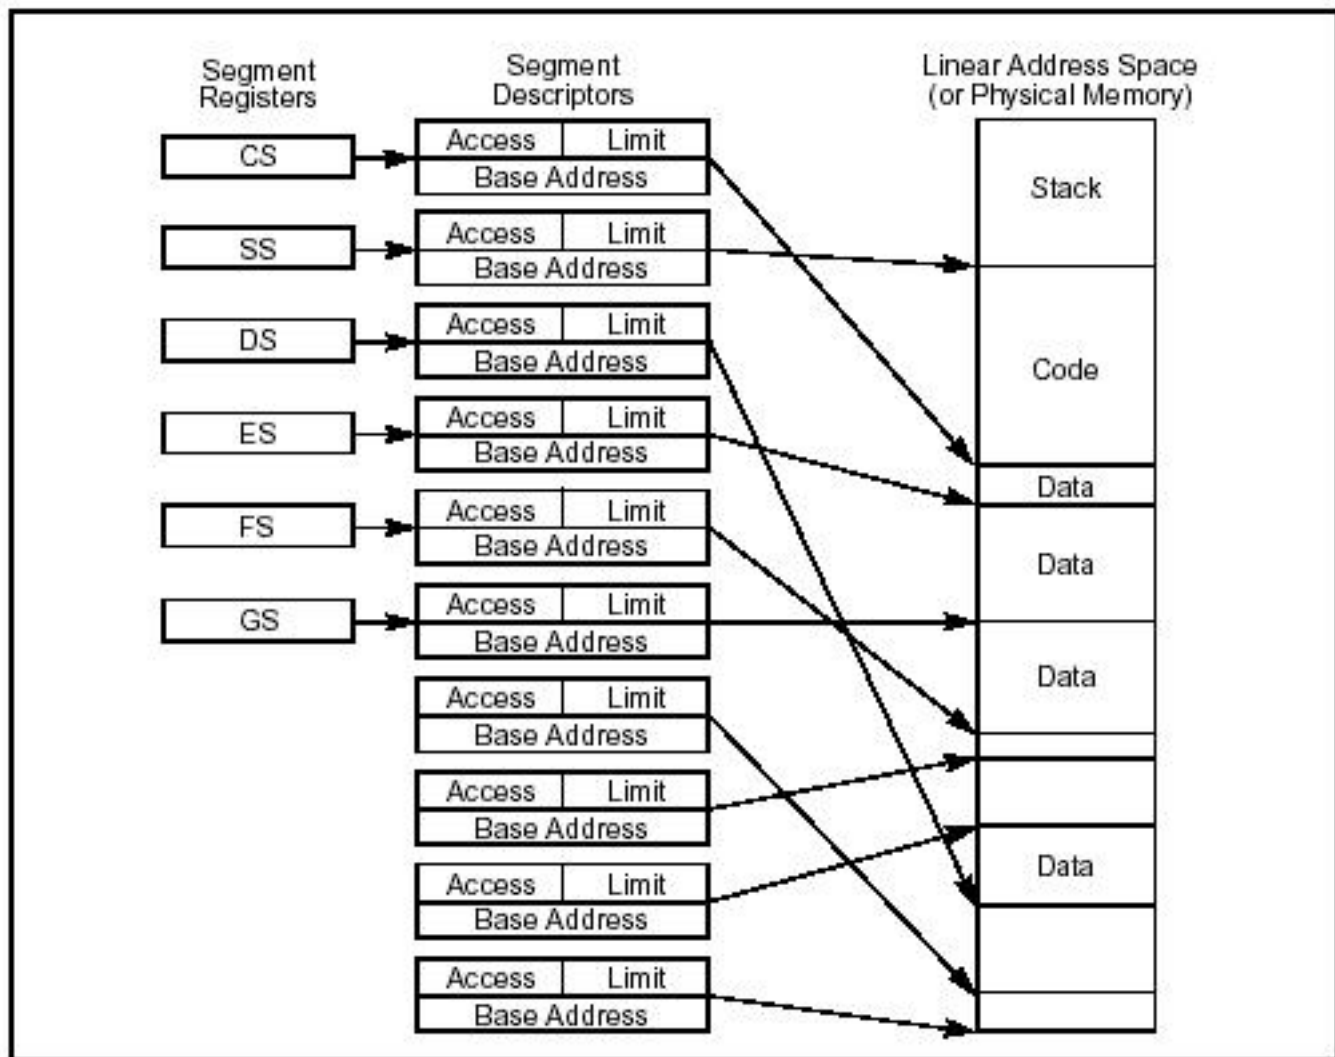 Segment
Registers
Segment
Descriptors
Linear Address Space
(or Physical Memory)
CS
Access Limit
Base Address
Stack
SS
Access Limit
Base Address
DS
Access Limit
Base Address
Code
ES
Access Limit
Base Address
Data
FS
Access Limit
Base Address
Data
GS
Access Limit
Base Address
Data
Access Limit
Base Address
Access Limit
Base Address
Data
Access Limit
Base Address
Access Limit
Base Address